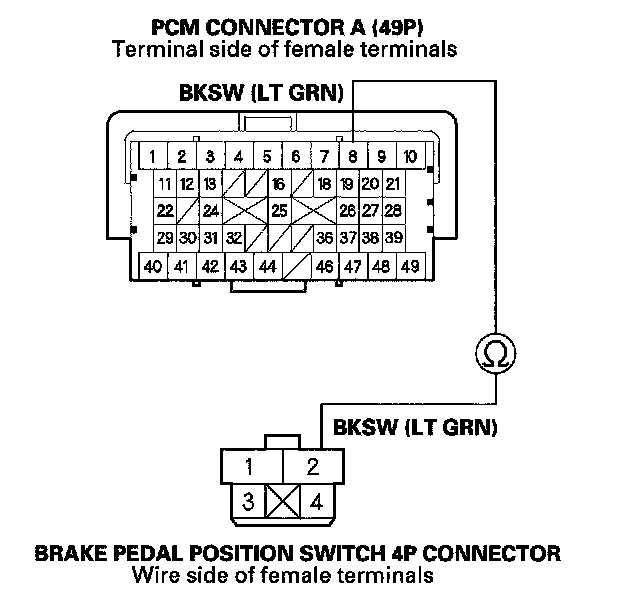 PCM CONNECTOR A (49P)
Terminal side of female terminals
BKSW (LT GRN)
1 2 3 4 5 6 7 8 9 10
11 12 13 16 18 19 20 21
22 24 25 26 27 28
29 30 31 32 36 37 38 39
40 41 42 43 44 46 47 48 49
Ω
BKSW (LT GRN)
1 2
3 4
BRAKE PEDAL POSITION SWITCH 4P CONNECTOR
Wire side of female terminals